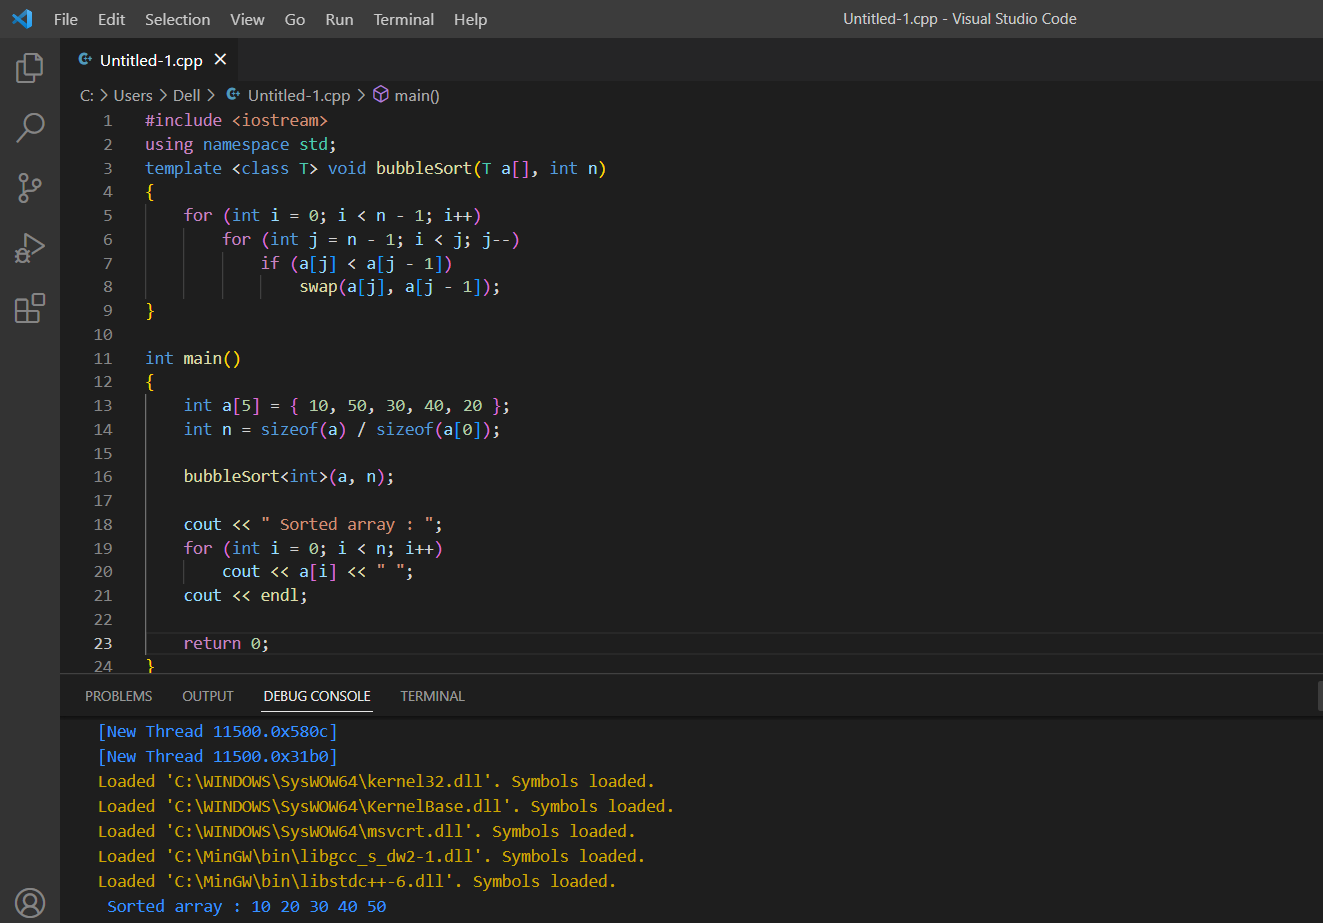 File Edit Selection View Go Run Terminal Help Untitled-1.cpp - Visual Studio Code
Untitled-1.cpp ×
C: > Users > Dell > Untitled-1.cpp > main()
1 #include <iostream>
2 using namespace std;
3 template <class T> void bubbleSort(T a[], int n)
4 {
5     for (int i = 0; i < n - 1; i++)
6         for (int j = n - 1; i < j; j--)
7             if (a[j] < a[j - 1])
8                 swap(a[j], a[j - 1]);
9 }
10
11 int main()
12 {
13     int a[5] = { 10, 50, 30, 40, 20 };
14     int n = sizeof(a) / sizeof(a[0]);
15
16     bubbleSort<int>(a, n);
17
18     cout << " Sorted array : ";
19     for (int i = 0; i < n; i++)
20         cout << a[i] << " ";
21     cout << endl;
22
23     return 0;
24 }
PROBLEMS OUTPUT DEBUG CONSOLE TERMINAL
[New Thread 11500.0x580c]
[New Thread 11500.0x31b0]
Loaded 'C:\WINDOWS\SysWOW64\kernel32.dll'. Symbols loaded.
Loaded 'C:\WINDOWS\SysWOW64\KernelBase.dll'. Symbols loaded.
Loaded 'C:\WINDOWS\SysWOW64\msvcrt.dll'. Symbols loaded.
Loaded 'C:\MinGW\bin\libgcc_s_dw2-1.dll'. Symbols loaded.
Loaded 'C:\MinGW\bin\libstdc++-6.dll'. Symbols loaded.
 Sorted array : 10 20 30 40 50